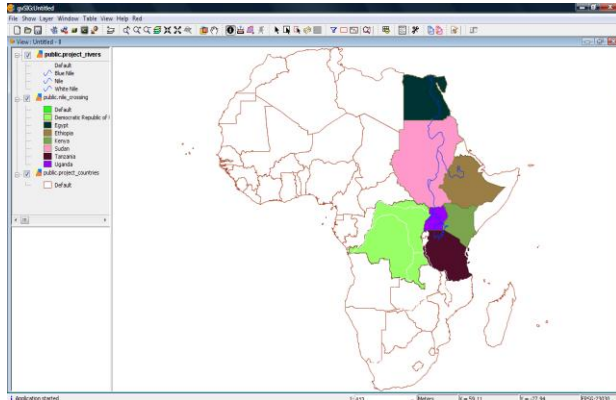 gvSIG:Untitled
File Show Layer Window Table View Help Red
View : Untitled - 0
public.project_rivers
Default
Blue Nile
Nile
White Nile
public.nile_crossing
Default
Democratic Republic of
Egypt
Ethiopia
Kenya
Sudan
Tanzania
Uganda
public.project_countries
Default
Application started
Meters